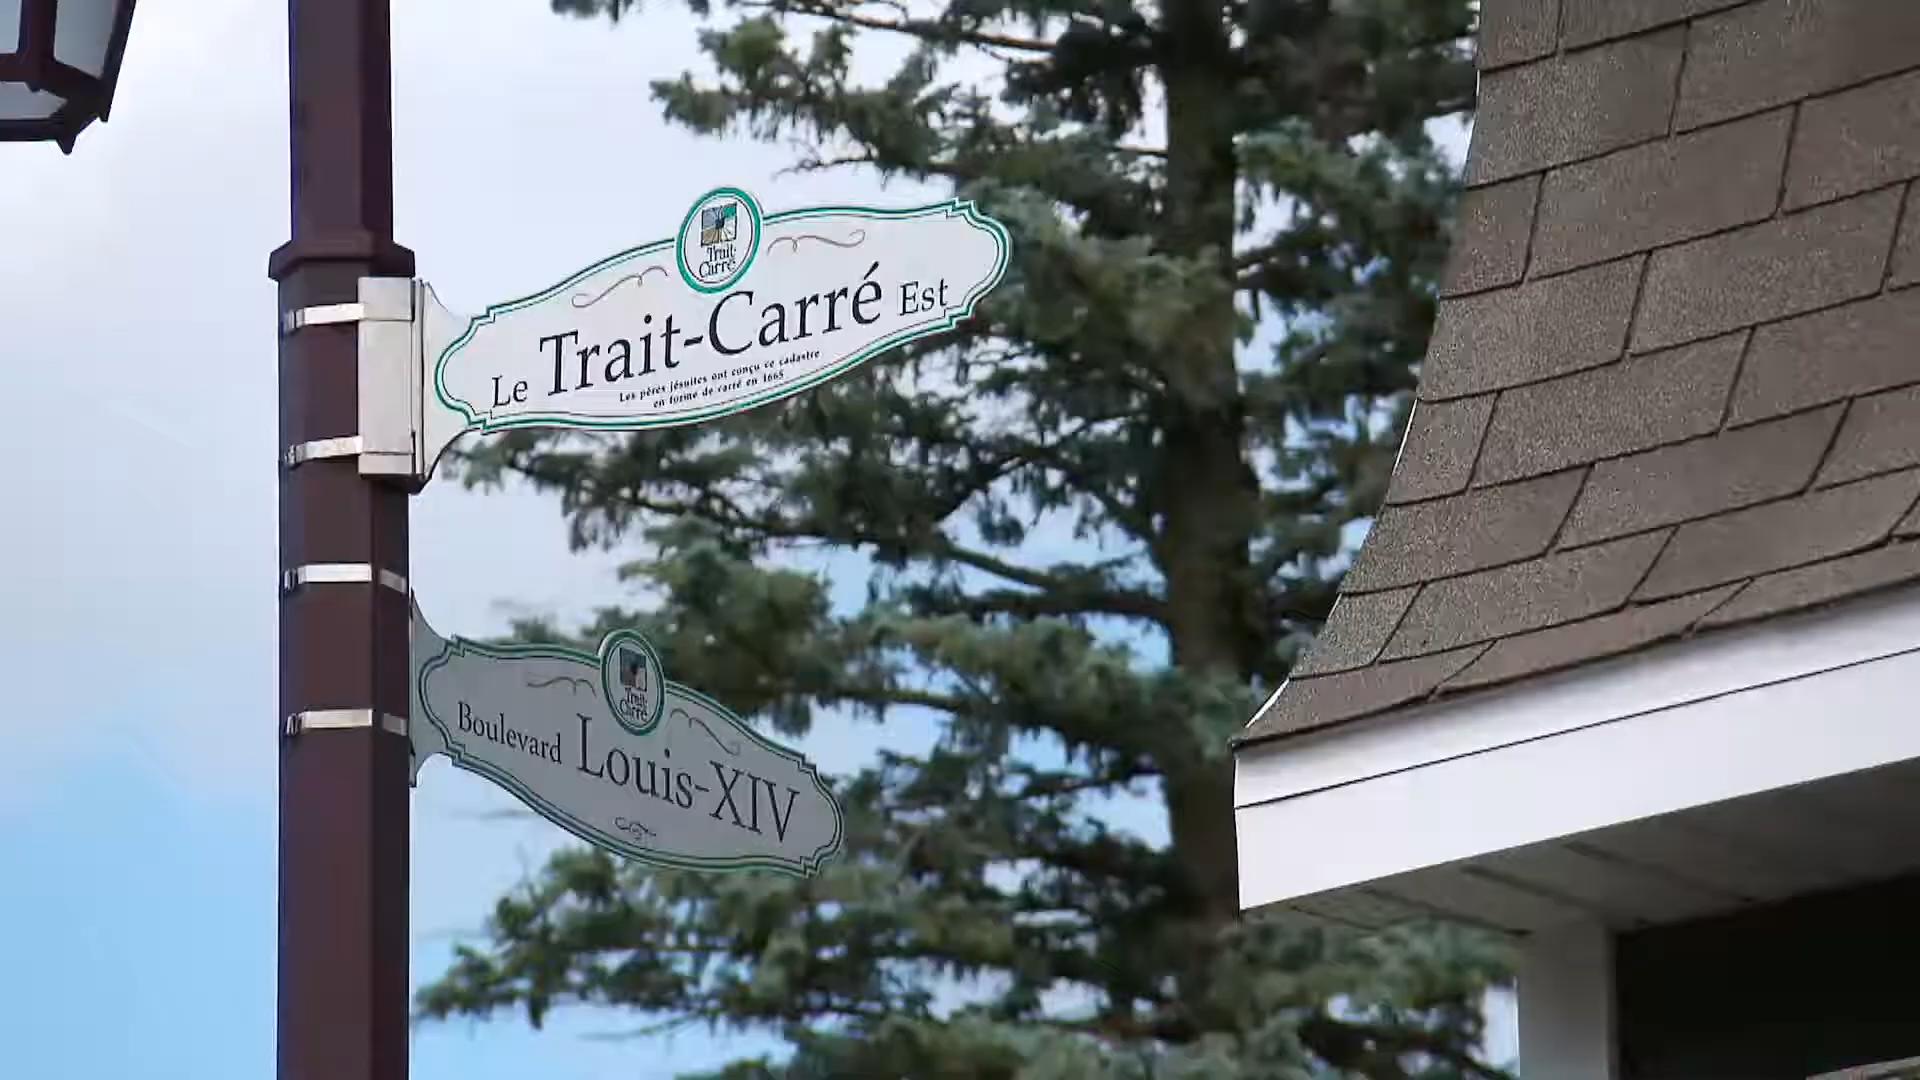 Trait
Carré
Le Trait-Carré Est
Les pères jésuites ont conçu ce cadastre
en forme de carré en 1665
Trait
Carré
Boulevard Louis-XIV